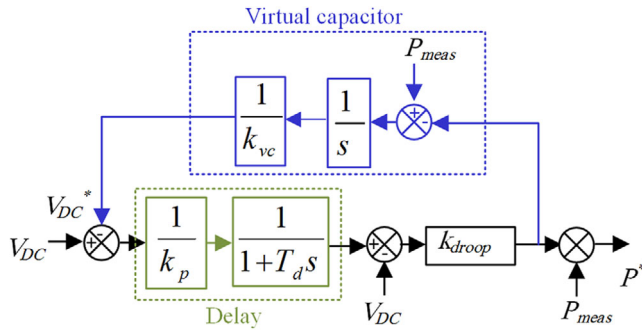 Virtual capacitor
P_meas
1/k_vc
1/s
+
-
V_DC*
V_DC
+
-
1/k_p
1/(1+T_d s)
+
-
k_droop
P*
V_DC
P_meas
Delay